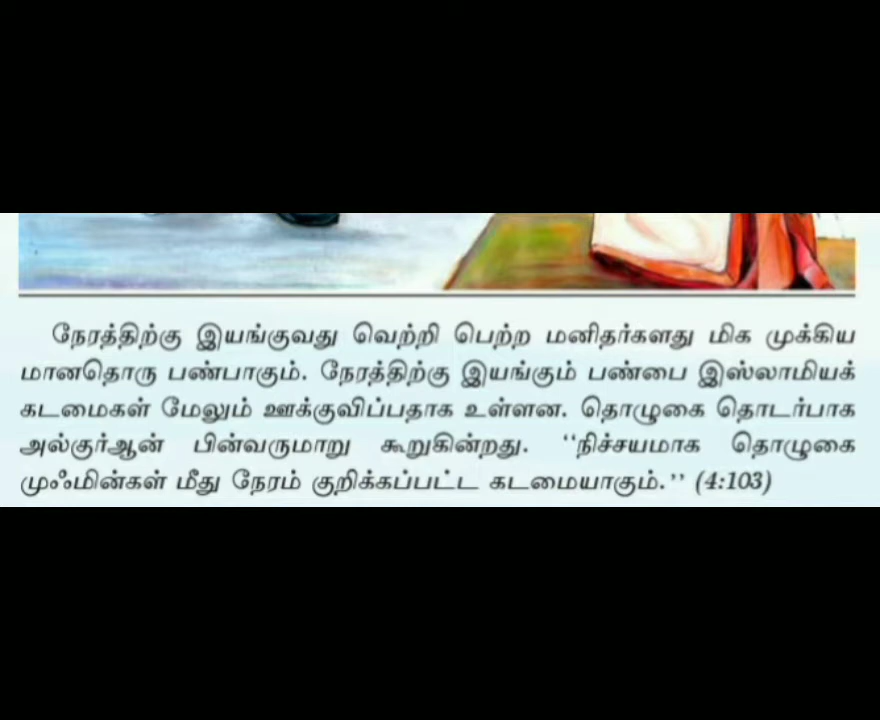 நேரத்திற்கு இயங்குவது வெற்றி பெற்ற மனிதர்களது மிக முக்கிய
மானதொரு பண்பாகும். நேரத்திற்கு இயங்கும் பண்பை இஸ்லாமியக்
கடமைகள் மேலும் ஊக்குவிப்பதாக உள்ளன. தொழுகை தொடர்பாக
அல்குர்ஆன் பின்வருமாறு கூறுகின்றது. ‘‘நிச்சயமாக தொழுகை
முஃமின்கள் மீது நேரம் குறிக்கப்பட்ட கடமையாகும்.’’ (4:103)